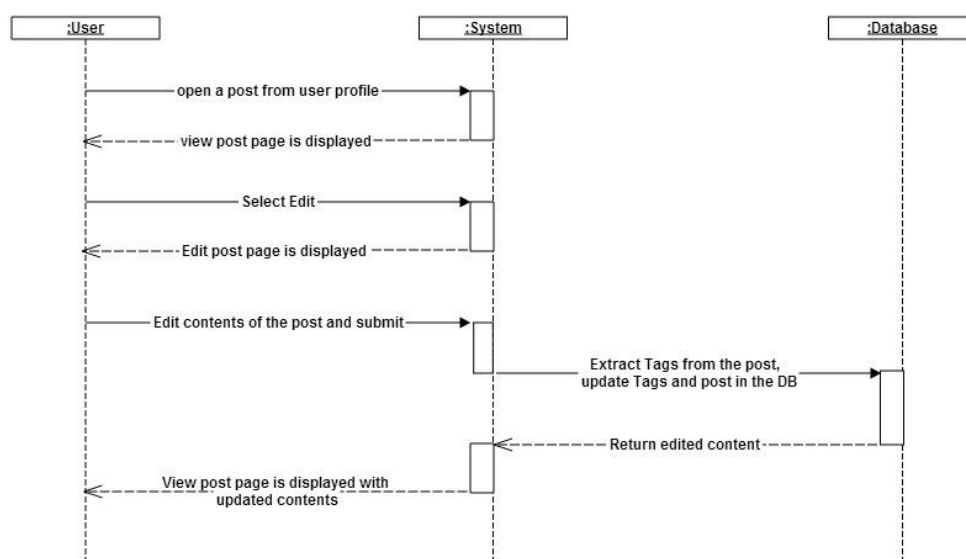 :User
:System
:Database
open a post from user profile
view post page is displayed
Select Edit
Edit post page is displayed
Edit contents of the post and submit
Extract Tags from the post,
update Tags and post in the DB
Return edited content
View post page is displayed with
updated contents